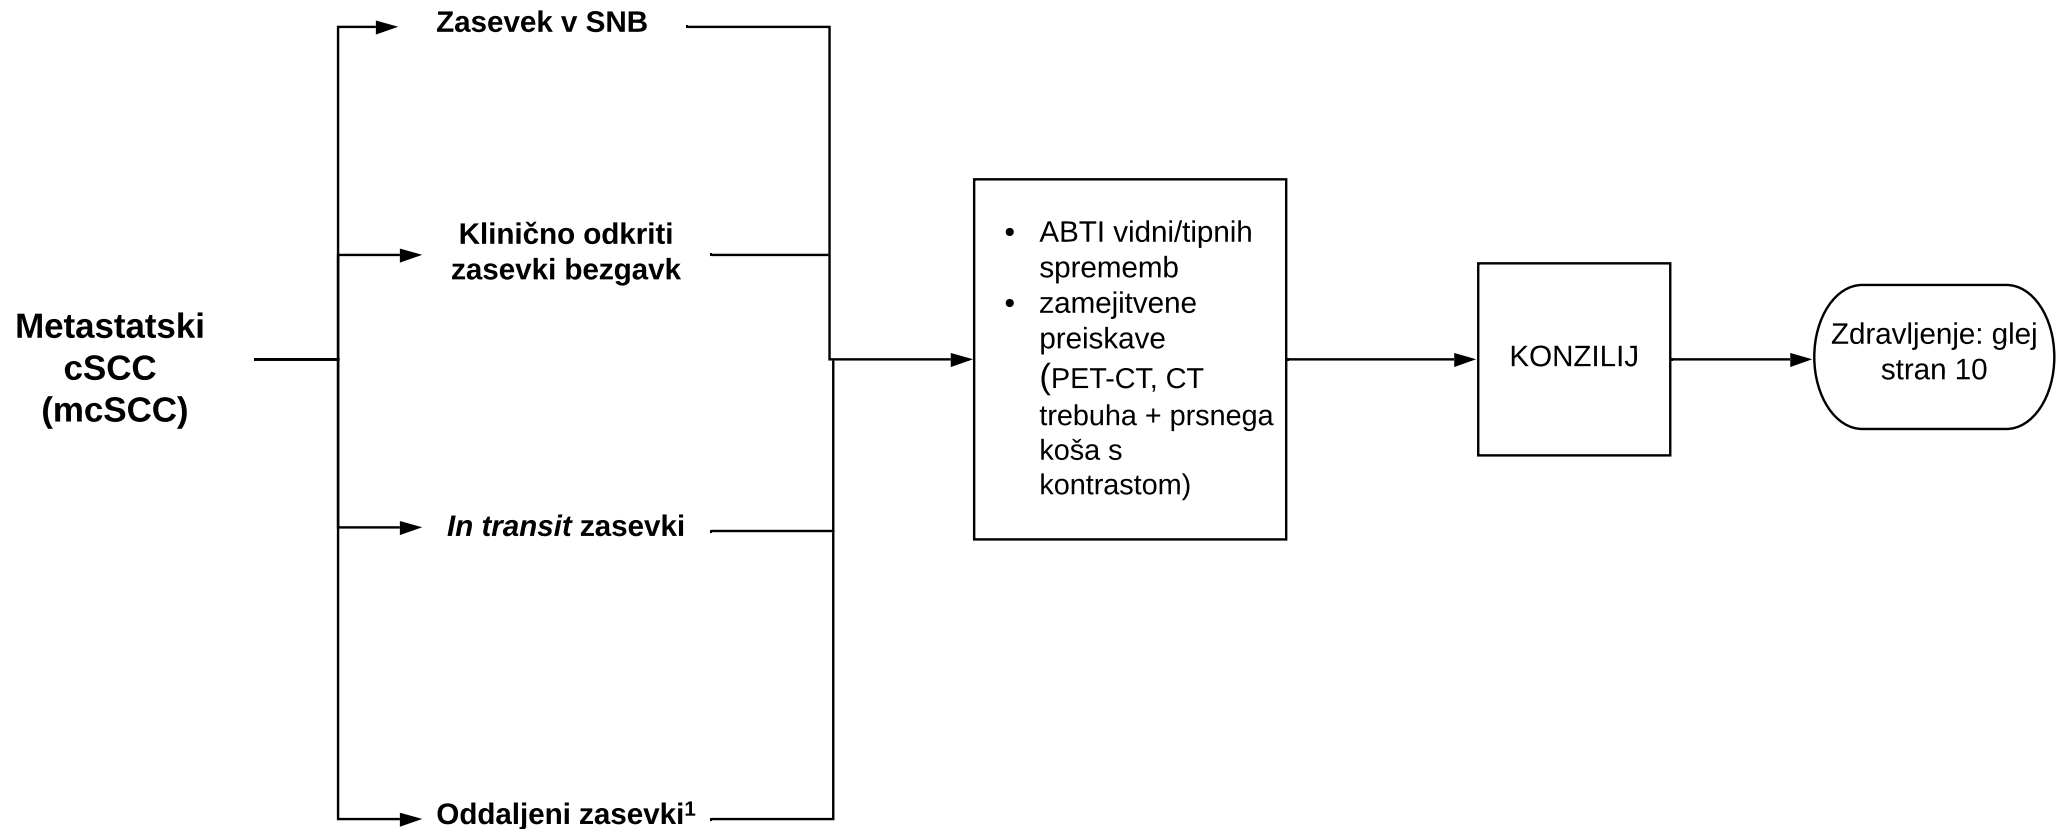 Metastatski
cSCC
(mcSCC)
Zasevek v SNB
Klinično odkriti
zasevki bezgavk
In transit zasevki
Oddaljeni zasevki¹
• ABTI vidni/tipnih
sprememb
• zamejitvene
preiskave
(PET-CT, CT
trebuha + prsnega
koša s
kontrastom)
KONZILIJ
Zdravljenje: glej
stran 10